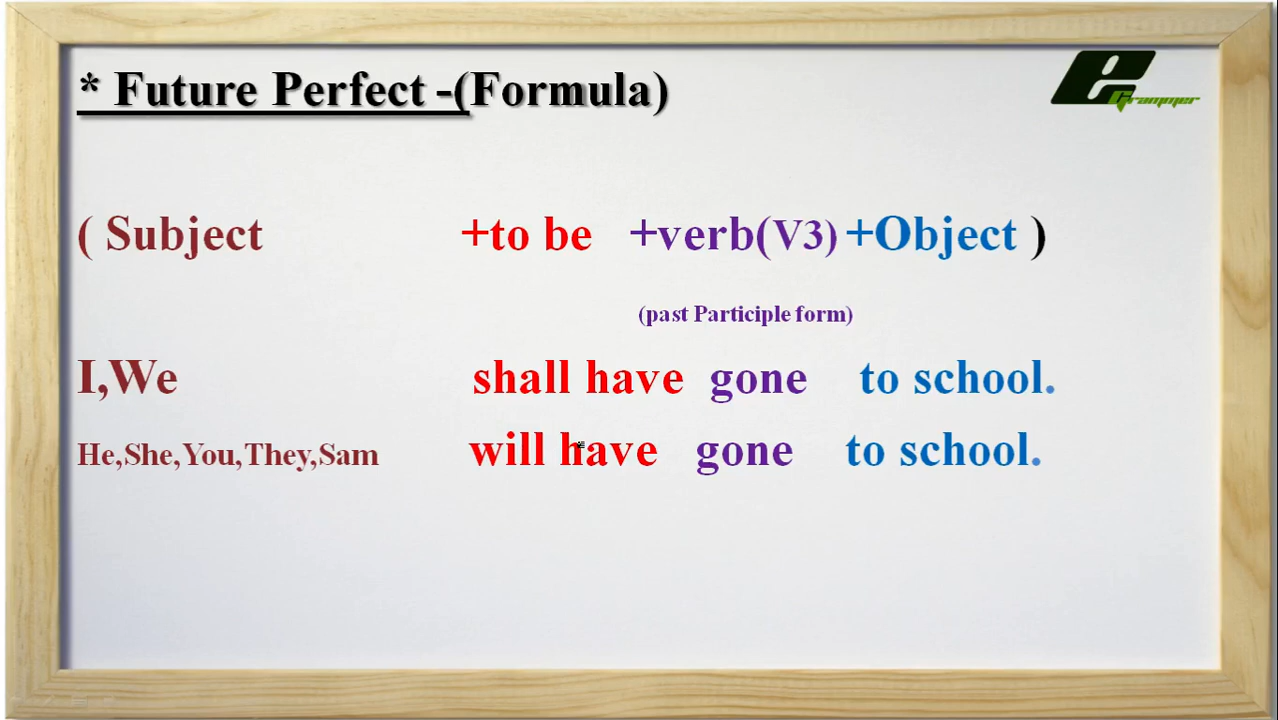 * Future Perfect -(Formula)
e Grammer
( Subject +to be +verb(V3) +Object )
(past Participle form)
I,We shall have gone to school.
He,She,You,They,Sam will have gone to school.